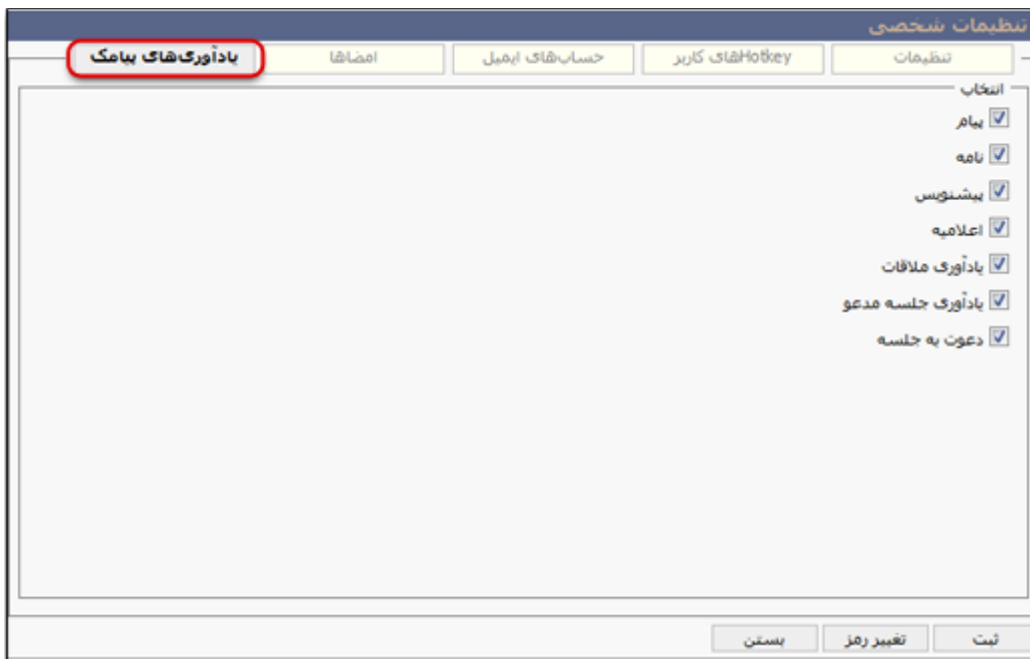 تنظیمات شخصی
تنظیمات Hotkeyهای کاربر حساب‌های ایمیل امضاها یادآوری‌های پیامک
انتخاب
پیام
نامه
پیشنویس
اعلامیه
یادآوری ملاقات
یادآوری جلسه مدعو
دعوت به جلسه
ثبت تغییر رمز بستن